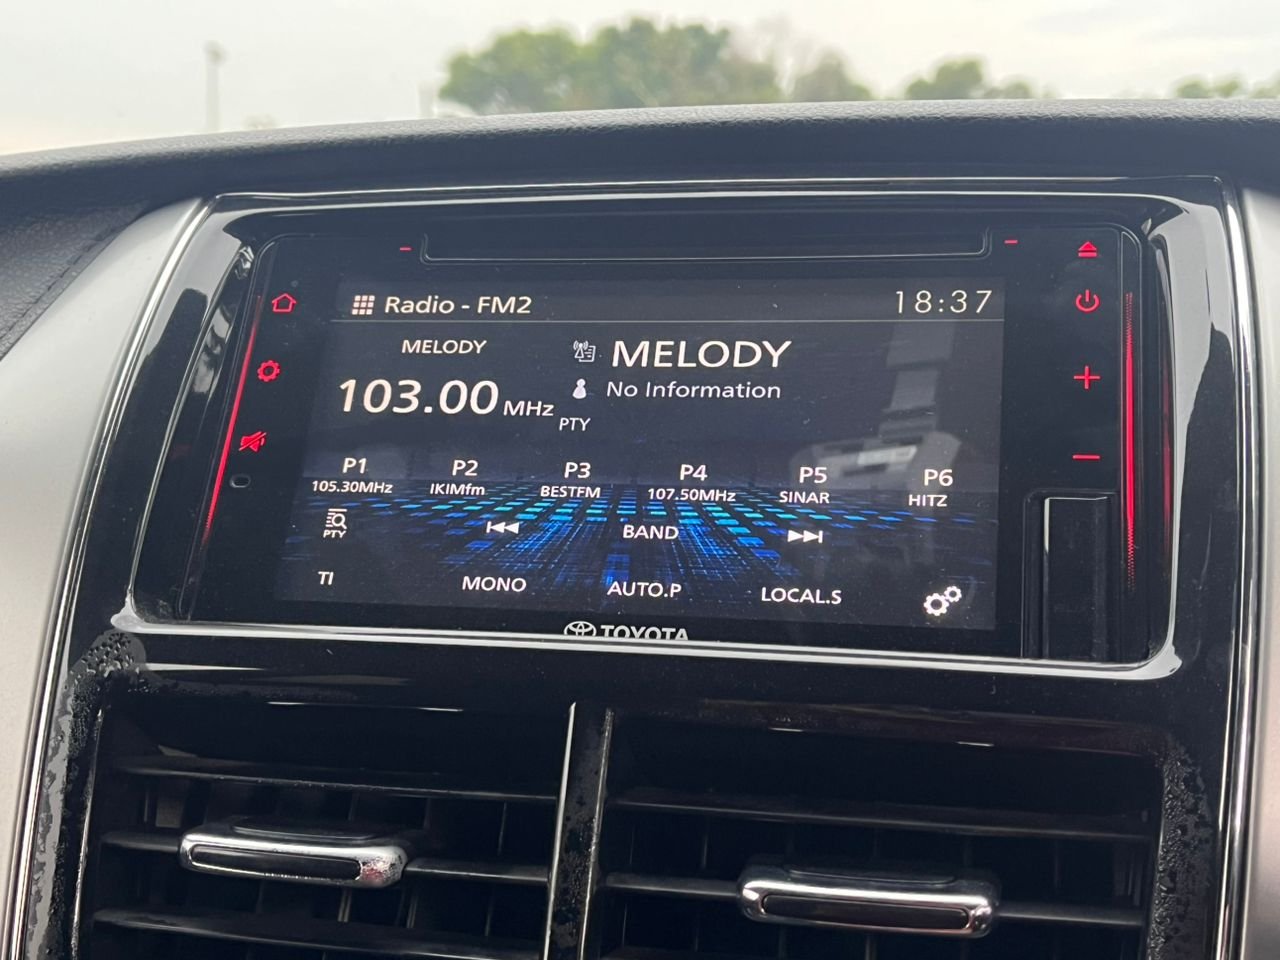 Radio - FM2
18:37
MELODY
103.00 MHz
PTY
MELODY
No Information
P1
105.30MHz
P2
IKIMfm
P3
BESTFM
P4
107.50MHz
P5
SINAR
P6
HITZ
PTY
BAND
TI
MONO
AUTO.P
LOCAL.S
TOYOTA